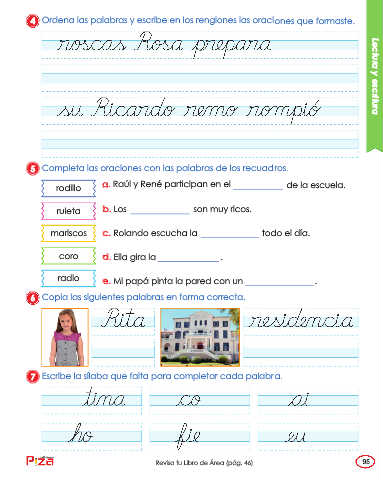 4 Ordena las palabras y escribe en los renglones las oraciones que formaste.
roscas Rosa prepara
su Ricardo remo rompió
Lectura y escritura
5 Completa las oraciones con las palabras de los recuadros.
rodillo
a. Raúl y René participan en el ____________ de la escuela.
ruleta
b. Los ______________ son muy ricos.
mariscos
c. Rolando escucha la ______________ todo el día.
coro
d. Ella gira la ______________ .
radio
e. Mi papá pinta la pared con un ________________ .
6 Copia las siguientes palabras en forma correcta.
Rita residencia
7 Escribe la sílaba que falta para completar cada palabra.
tima co ai
ho fie eu
Piza
Revisa tu Libro de Área (pág. 46)
95